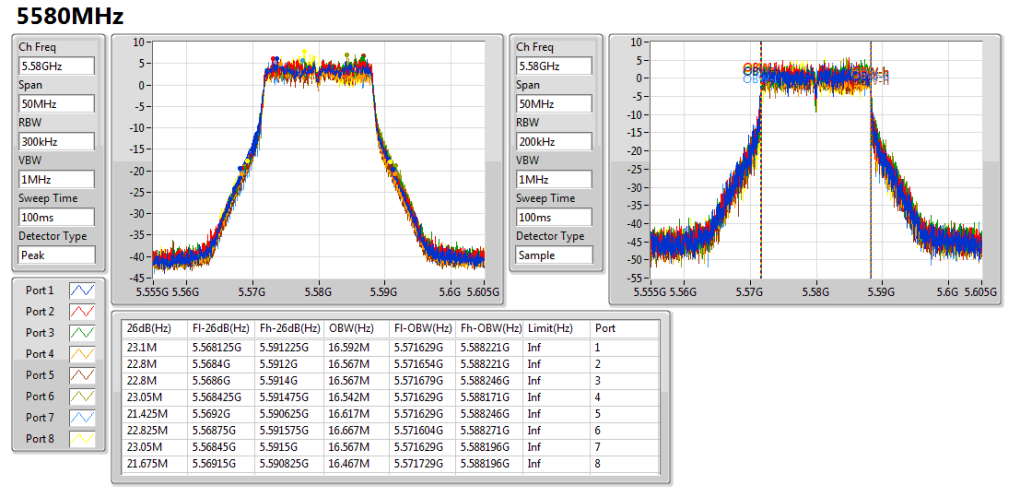 5580MHz
Ch Freq
5.58GHz
Span
50MHz
RBW
300kHz
VBW
1MHz
Sweep Time
100ms
Detector Type
Peak
10
5
0
-5
-10
-15
-20
-25
-30
-35
-40
-45
5.555G 5.56G 5.57G 5.58G 5.59G 5.6G 5.605G
Ch Freq
5.58GHz
Span
50MHz
RBW
200kHz
VBW
1MHz
Sweep Time
100ms
Detector Type
Sample
10
5
0
-5
-10
-15
-20
-25
-30
-35
-40
-45
-50
-55
5.555G 5.56G 5.57G 5.58G 5.59G 5.6G 5.605G
Port 1
Port 2
Port 3
Port 4
Port 5
Port 6
Port 7
Port 8
26dB(Hz) Fl-26dB(Hz) Fh-26dB(Hz) OBW(Hz) Fl-OBW(Hz) Fh-OBW(Hz) Limit(Hz) Port
23.1M 5.568125G 5.591225G 16.592M 5.571629G 5.588221G Inf 1
22.8M 5.5684G 5.5912G 16.567M 5.571654G 5.588221G Inf 2
22.8M 5.5686G 5.5914G 16.567M 5.571679G 5.588246G Inf 3
23.05M 5.568425G 5.591475G 16.542M 5.571629G 5.588171G Inf 4
21.425M 5.5692G 5.590625G 16.617M 5.571629G 5.588246G Inf 5
22.825M 5.56875G 5.591575G 16.667M 5.571604G 5.588271G Inf 6
23.05M 5.56845G 5.5915G 16.567M 5.571629G 5.588196G Inf 7
21.675M 5.56915G 5.590825G 16.467M 5.571729G 5.588196G Inf 8